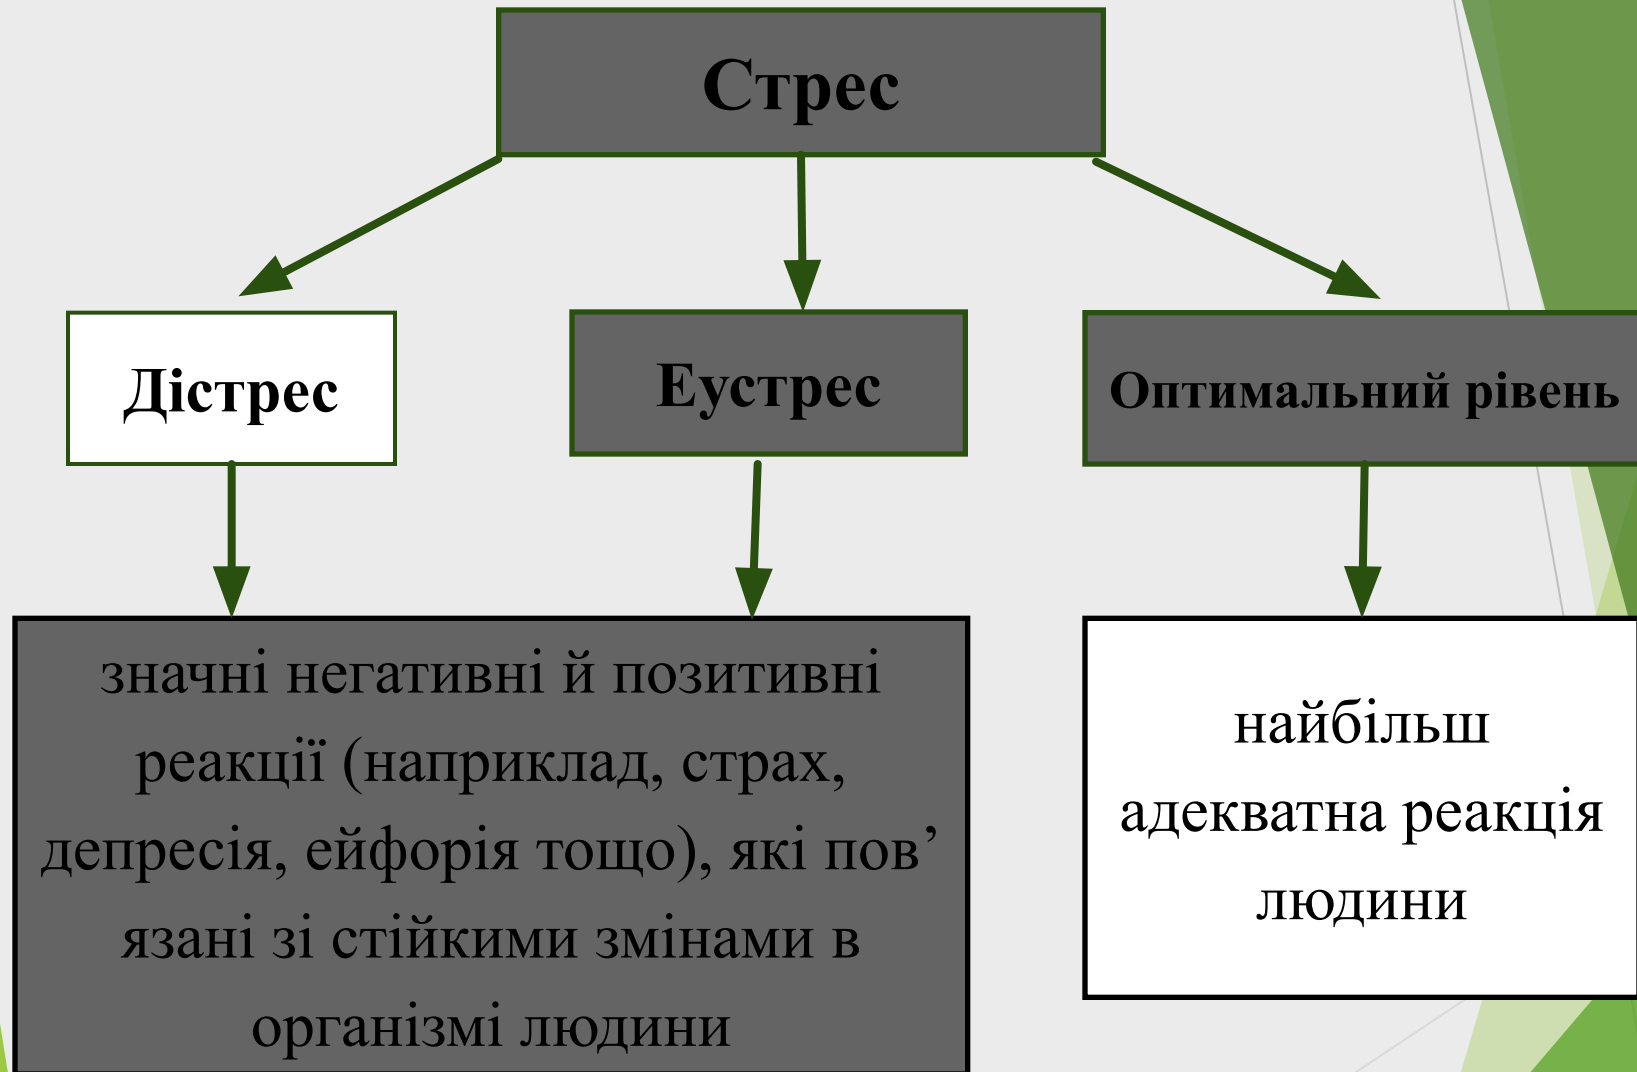 Стрес
Дістрес
Еустрес
Оптимальний рівень
значні негативні й позитивні
реакції (наприклад, страх,
депресія, ейфорія тощо), які пов’
язані зі стійкими змінами в
організмі людини
найбільш
адекватна реакція
людини